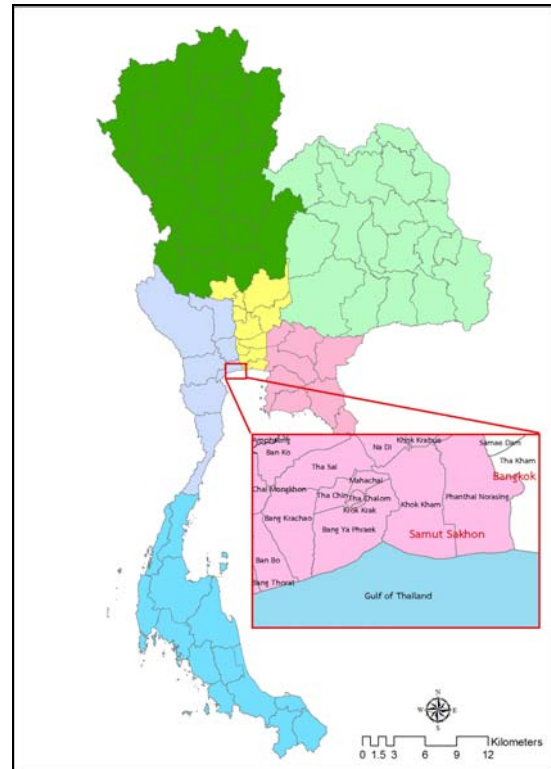 Ban Ko
Na Di
Khok Krabue
Samae Dam
Tha Kham
Bangkok
Tha Sai
Mahachai
Chai Mongkhon
Tha Chin
Tha Chalom
Krok Krak
Khok Kham
Phanthai Norasing
Bang Krachao
Bang Ya Phraek
Samut Sakhon
Ban Bo
Bang Thorat
Gulf of Thailand
N
W
E
S
Kilometers
0 1.5 3 6 9 12